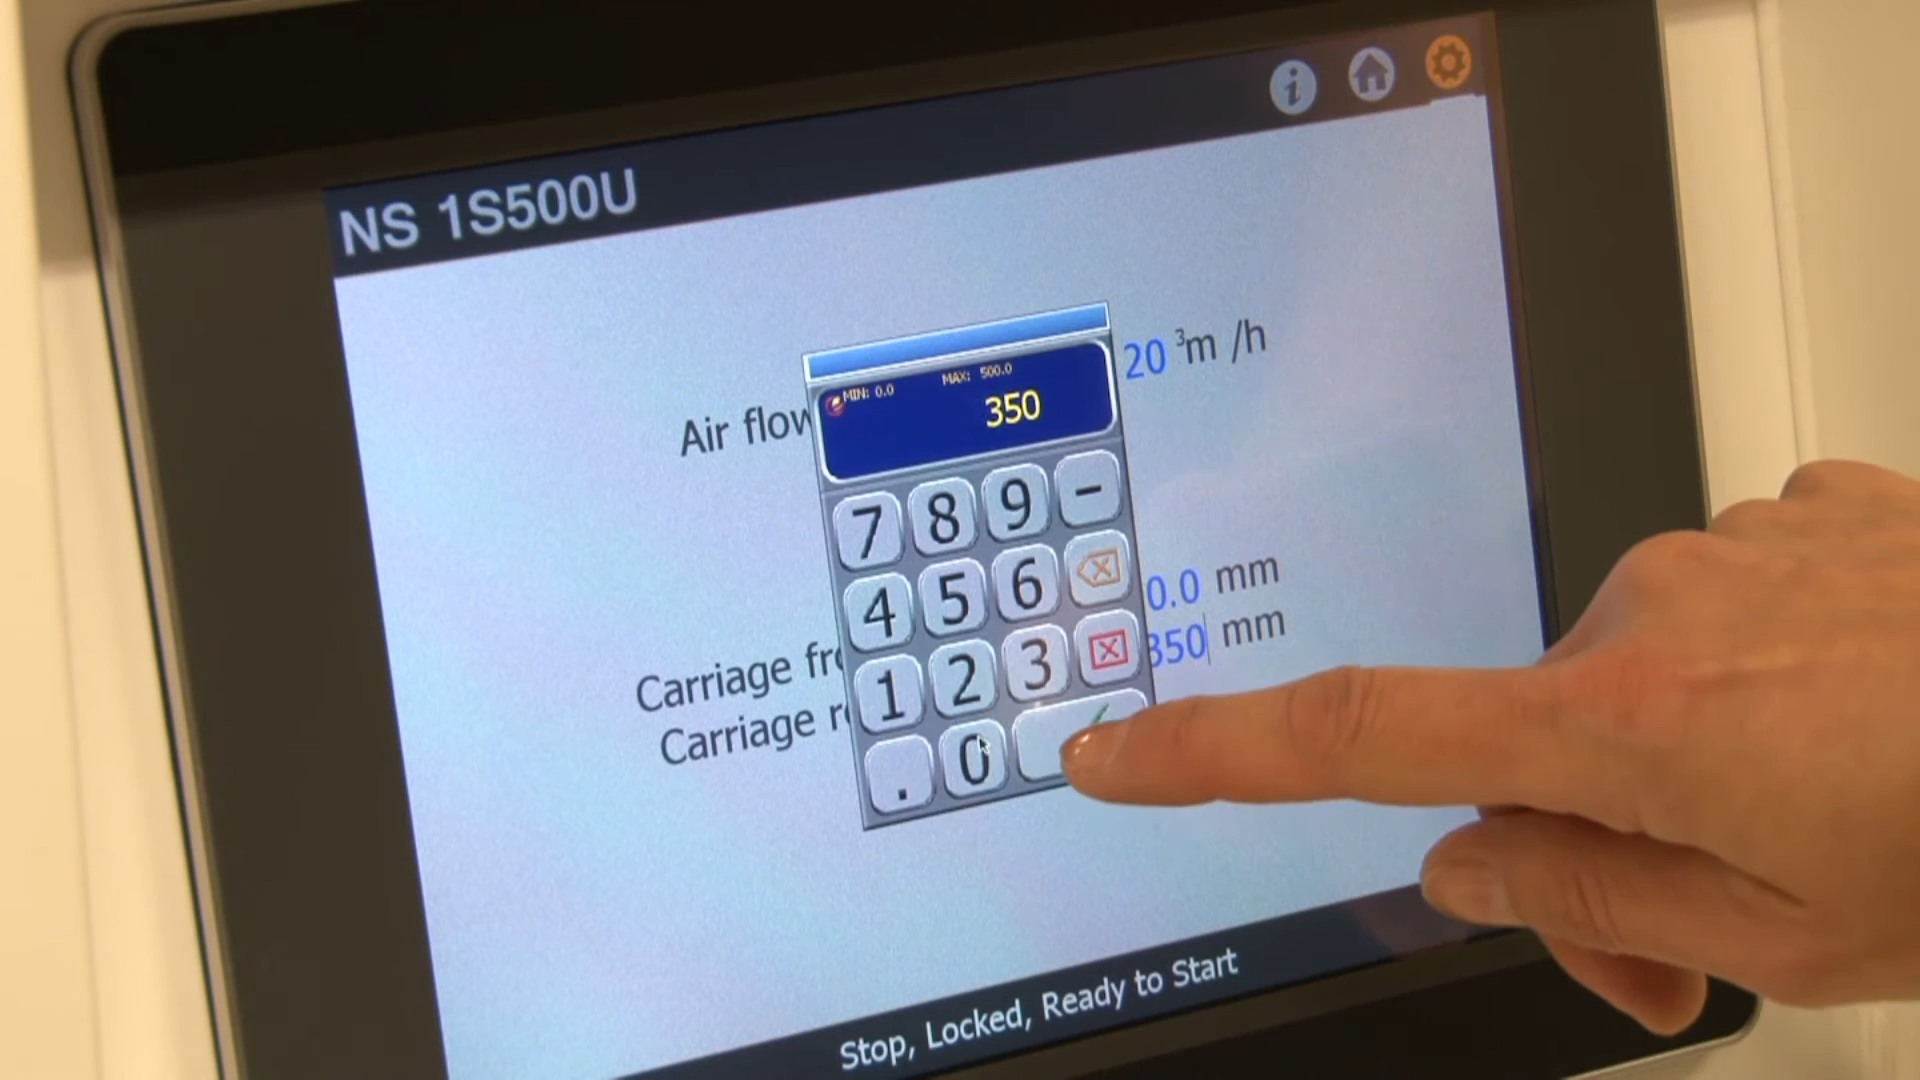 NS 1S500U
MIN: 0.0 MAX: 500.0
350
Air flow 20 ³m /h
7 8 9 -
4 5 6
1 2 3
. 0
0.0 mm
Carriage 350 mm
Carriage
Stop, Locked, Ready to Start